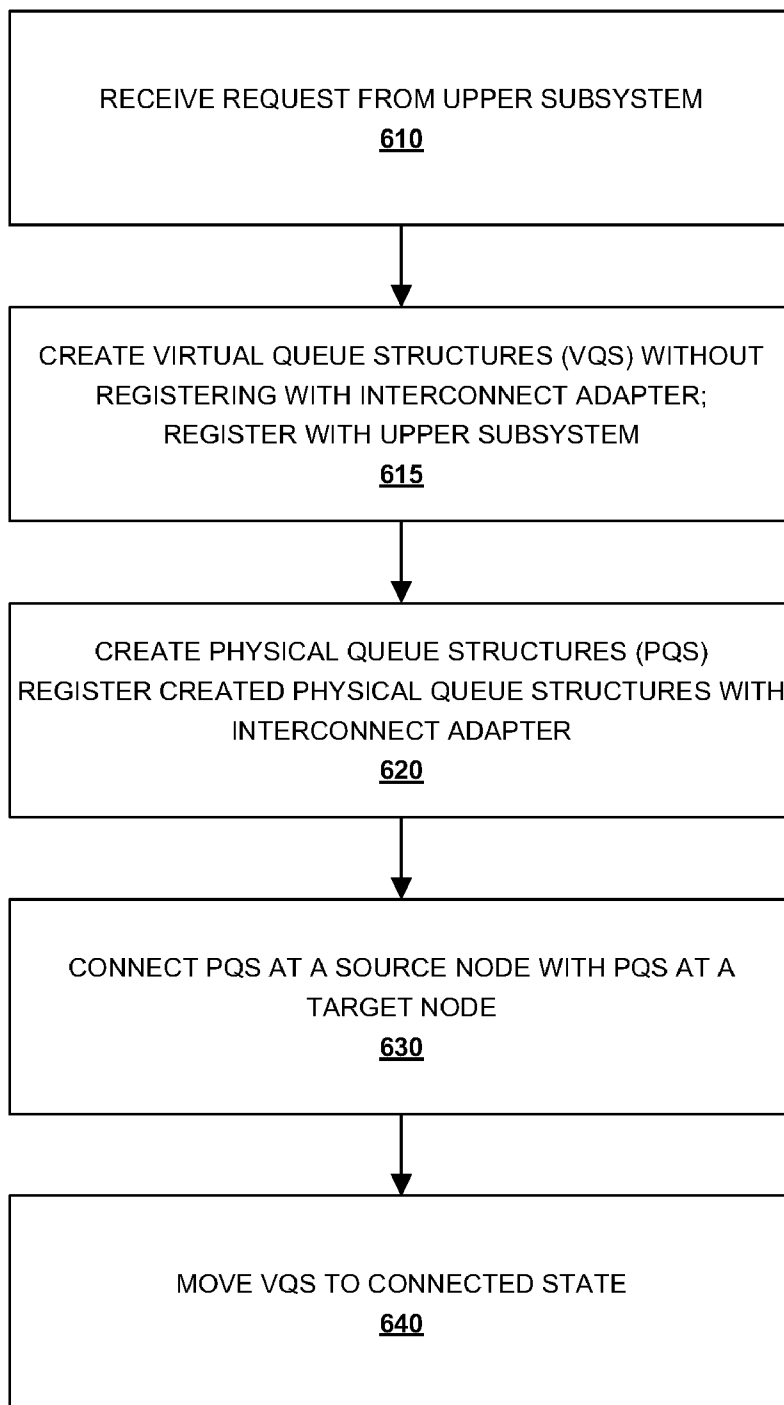 RECEIVE REQUEST FROM UPPER SUBSYSTEM
610
CREATE VIRTUAL QUEUE STRUCTURES (VQS) WITHOUT
REGISTERING WITH INTERCONNECT ADAPTER;
REGISTER WITH UPPER SUBSYSTEM
615
CREATE PHYSICAL QUEUE STRUCTURES (PQS)
REGISTER CREATED PHYSICAL QUEUE STRUCTURES WITH
INTERCONNECT ADAPTER
620
CONNECT PQS AT A SOURCE NODE WITH PQS AT A
TARGET NODE
630
MOVE VQS TO CONNECTED STATE
640